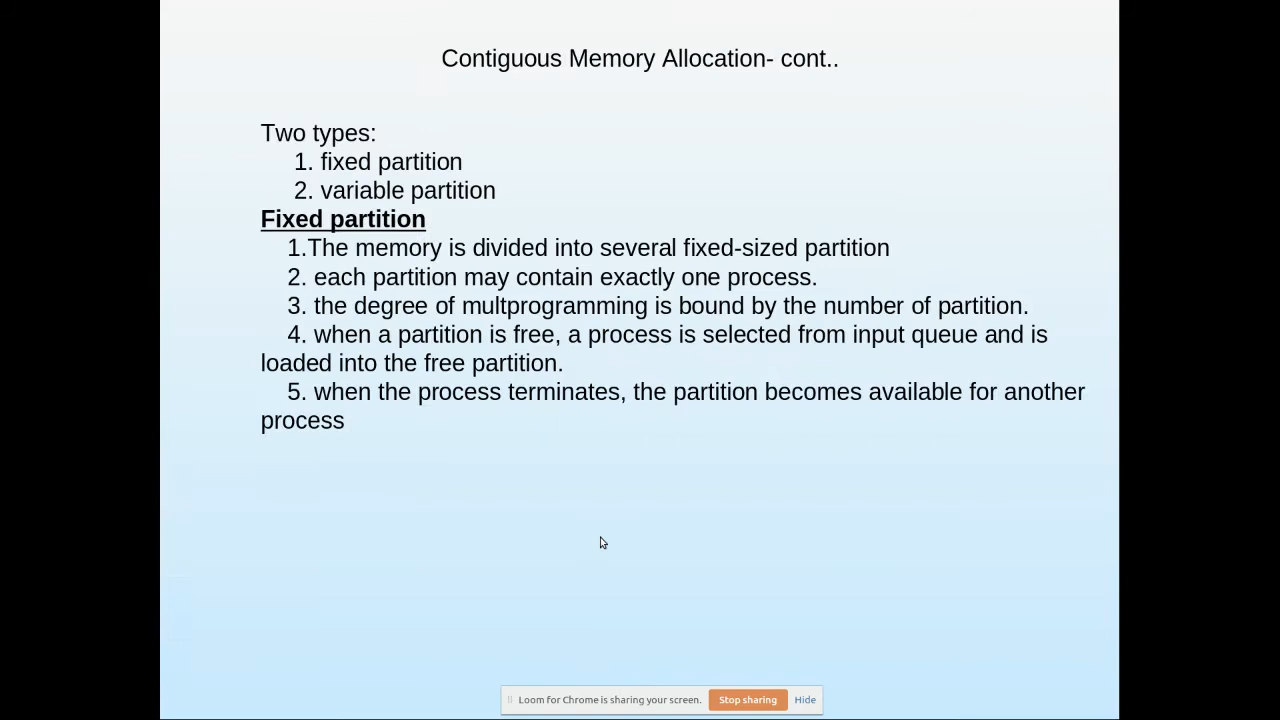 Contiguous Memory Allocation- cont..
Two types:
1. fixed partition
2. variable partition
Fixed partition
1.The memory is divided into several fixed-sized partition
2. each partition may contain exactly one process.
3. the degree of multprogramming is bound by the number of partition.
4. when a partition is free, a process is selected from input queue and is
loaded into the free partition.
5. when the process terminates, the partition becomes available for another
process
Loom for Chrome is sharing your screen. Stop sharing Hide